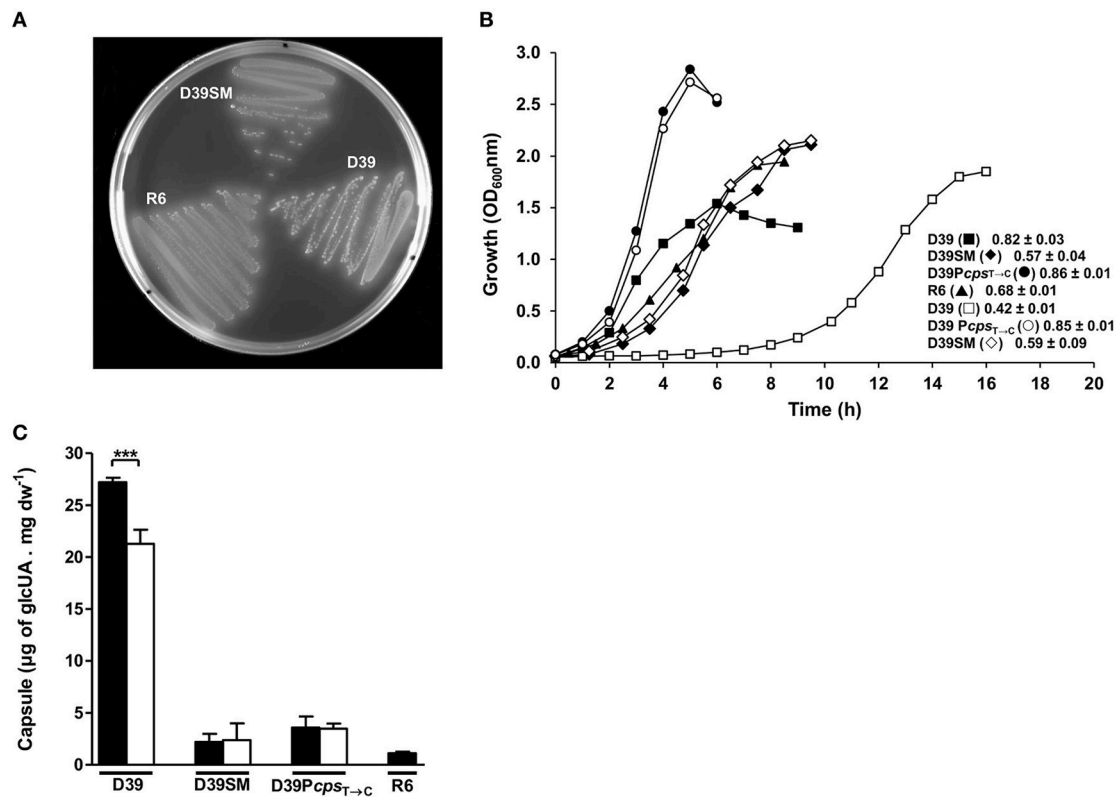 A
D39SM
D39
R6
B
Growth (OD600nm)
3.0
2.5
2.0
1.5
1.0
0.5
0.0
D39 (■) 0.82 ± 0.03
D39SM (◆) 0.57 ± 0.04
D39PcpsT→C (●) 0.86 ± 0.01
R6 (▲) 0.68 ± 0.01
D39 (□) 0.42 ± 0.01
D39 PcpsT→C (○) 0.85 ± 0.01
D39SM (◇) 0.59 ± 0.09
0 2 4 6 8 10 12 14 16 18 20
Time (h)
C
Capsule (µg of glcUA . mg dw-1)
30
25
20
15
10
5
0
***
D39 D39SM D39PcpsT→C R6